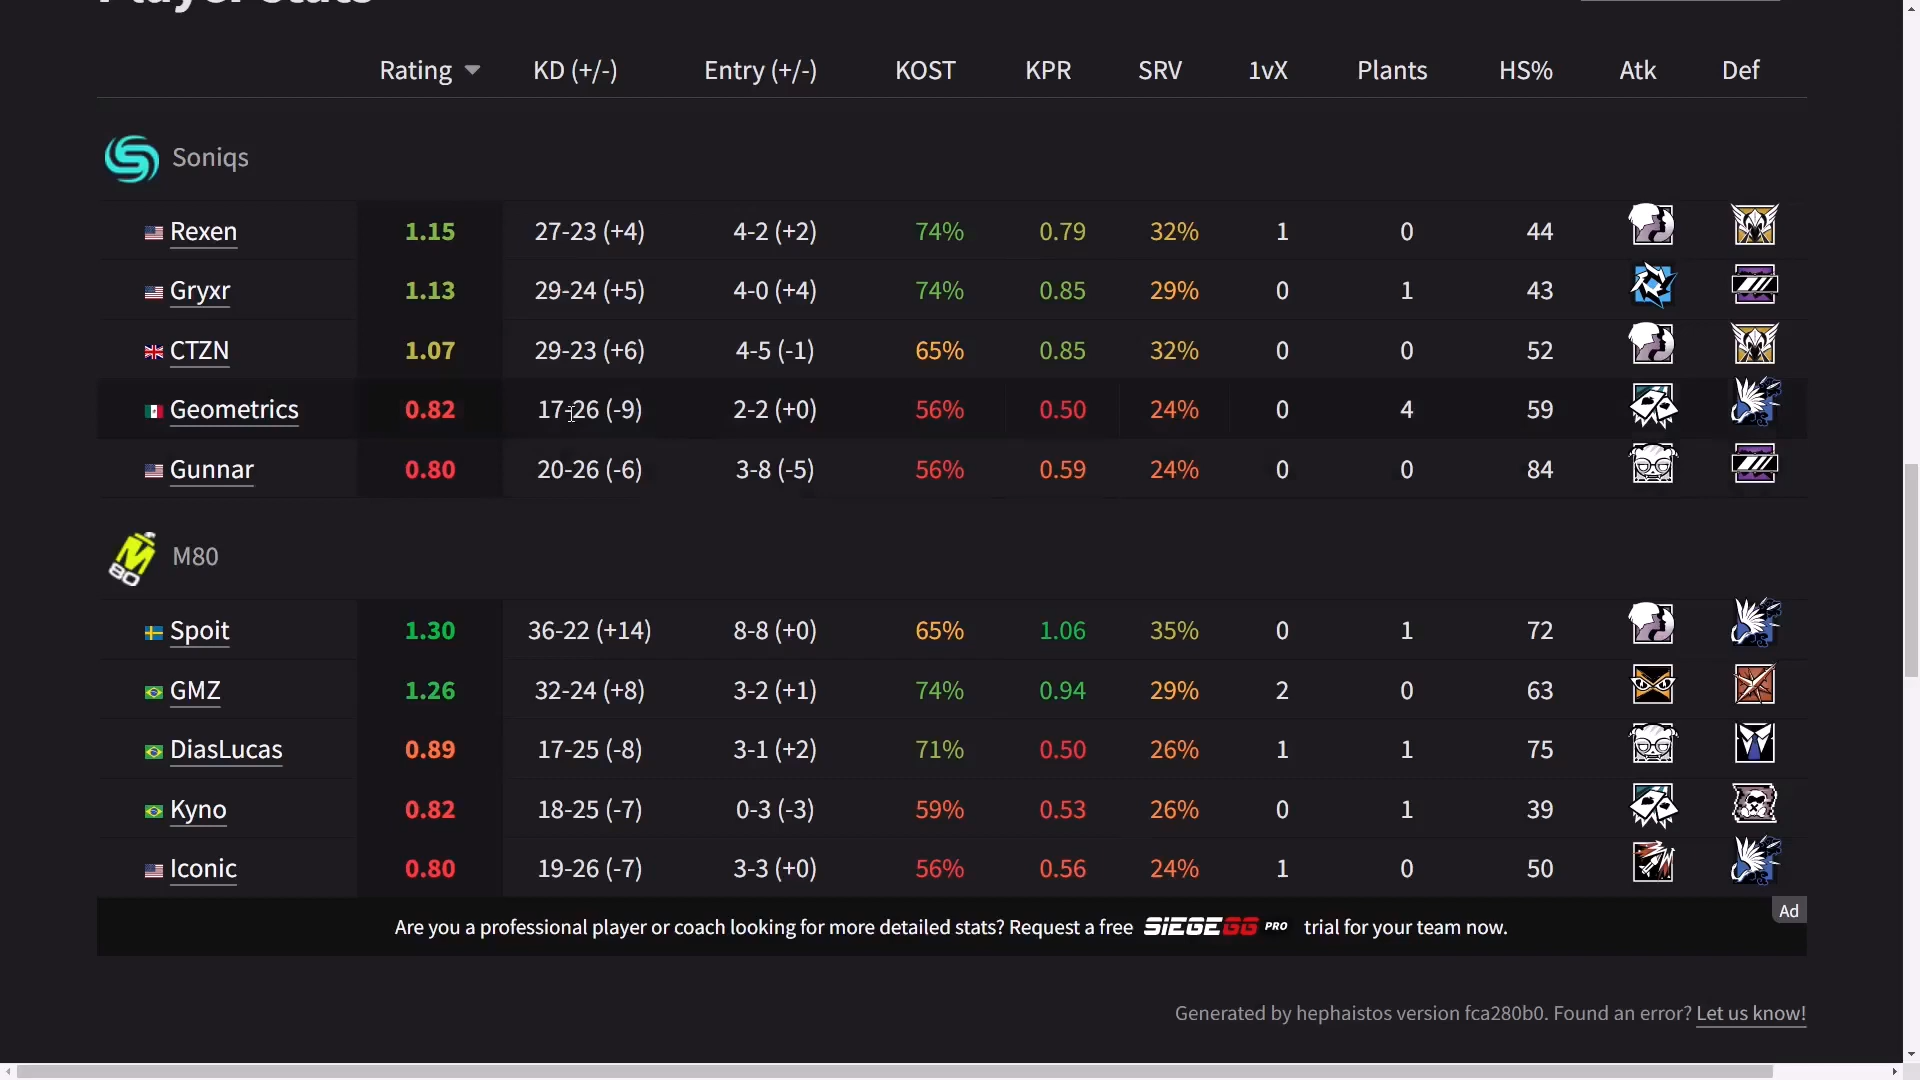 Player Stats
Rating KD (+/-) Entry (+/-) KOST KPR SRV 1vX Plants HS% Atk Def
Soniqs
Rexen 1.15 27-23 (+4) 4-2 (+2) 74% 0.79 32% 1 0 44
Gryxr 1.13 29-24 (+5) 4-0 (+4) 74% 0.85 29% 0 1 43
CTZN 1.07 29-23 (+6) 4-5 (-1) 65% 0.85 32% 0 0 52
Geometrics 0.82 17-26 (-9) 2-2 (+0) 56% 0.50 24% 0 4 59
Gunnar 0.80 20-26 (-6) 3-8 (-5) 56% 0.59 24% 0 0 84
M80
M80
Spoit 1.30 36-22 (+14) 8-8 (+0) 65% 1.06 35% 0 1 72
GMZ 1.26 32-24 (+8) 3-2 (+1) 74% 0.94 29% 2 0 63
DiasLucas 0.89 17-25 (-8) 3-1 (+2) 71% 0.50 26% 1 1 75
Kyno 0.82 18-25 (-7) 0-3 (-3) 59% 0.53 26% 0 1 39
Iconic 0.80 19-26 (-7) 3-3 (+0) 56% 0.56 24% 1 0 50
Ad
Are you a professional player or coach looking for more detailed stats? Request a free SIEGEGG PRO trial for your team now.
Generated by hephaistos version fca280b0. Found an error? Let us know!